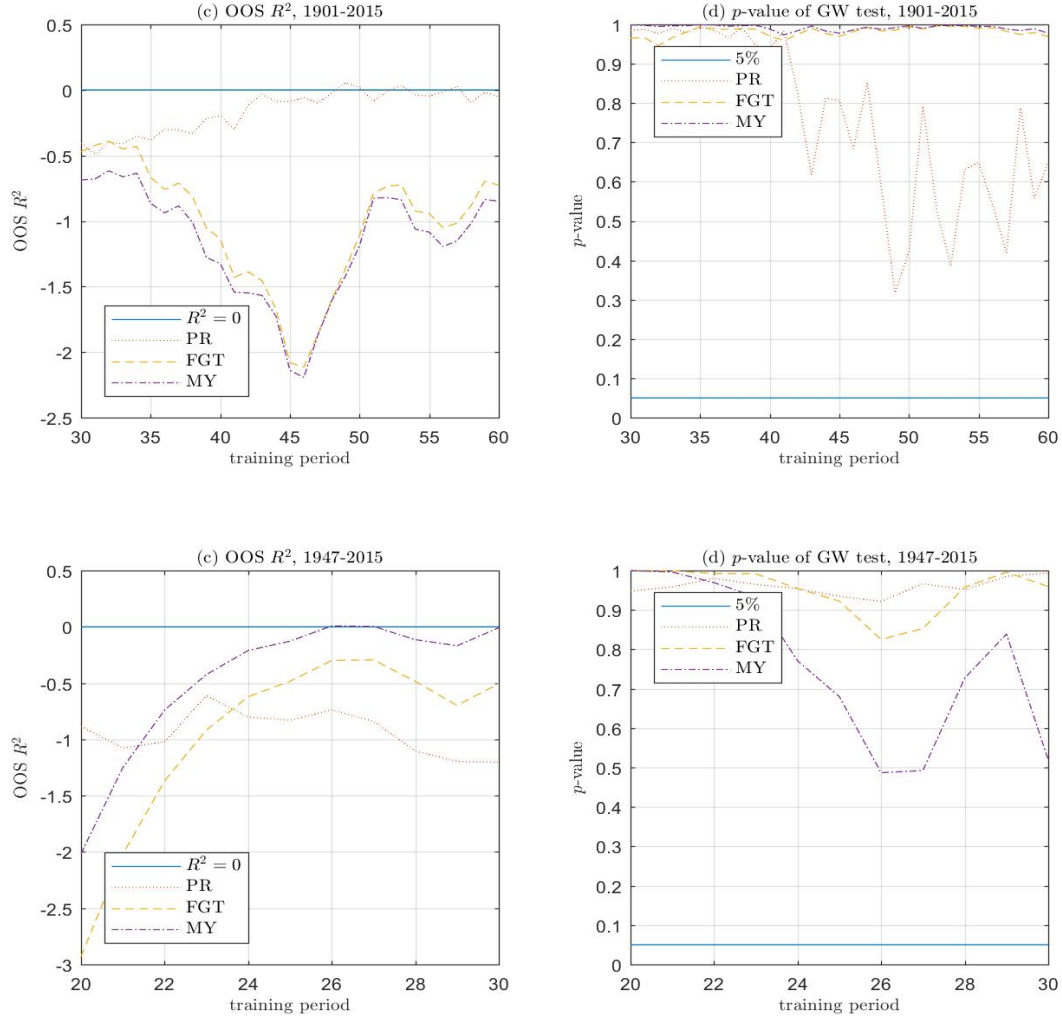 (c) OOS R², 1901-2015
0.5
0
-0.5
-1
-1.5
-2
-2.5
OOS R²
R² = 0
PR
FGT
MY
30 35 40 45 50 55 60
training period
(d) p-value of GW test, 1901-2015
1
0.9
0.8
0.7
0.6
0.5
0.4
0.3
0.2
0.1
0
p-value
5%
PR
FGT
MY
30 35 40 45 50 55 60
training period
(c) OOS R², 1947-2015
0.5
0
-0.5
-1
-1.5
-2
-2.5
-3
OOS R²
R² = 0
PR
FGT
MY
20 22 24 26 28 30
training period
(d) p-value of GW test, 1947-2015
1
0.9
0.8
0.7
0.6
0.5
0.4
0.3
0.2
0.1
0
p-value
5%
PR
FGT
MY
20 22 24 26 28 30
training period